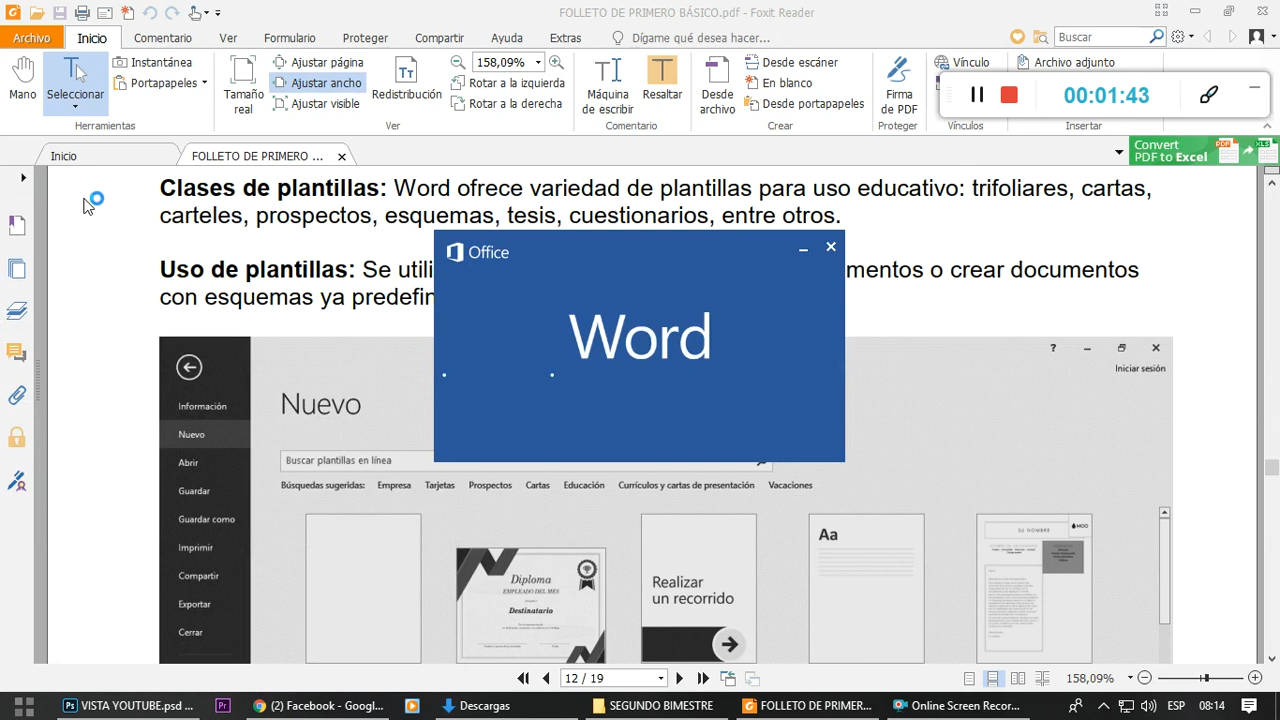 FOLLETO DE PRIMERO BÁSICO.pdf - Foxit Reader
Archivo Inicio Comentario Ver Formulario Proteger Compartir Ayuda Extras Dígame qué desea hacer... Buscar
Mano
Seleccionar
Instantánea
Portapapeles
Herramientas
Tamaño real
Ajustar página
Ajustar ancho
Ajustar visible
Redistribución
158,09%
Rotar a la izquierda
Rotar a la derecha
Ver
Máquina de escribir
Resaltar
Comentario
Desde archivo
Desde escáner
En blanco
Desde portapapeles
Crear
Firma de PDF
Proteger
Vínculo
Vínculos
Archivo adjunto
Insertar
00:01:43
Inicio
FOLLETO DE PRIMERO ...
Convert
PDF to Excel
PDF
XLS
Clases de plantillas: Word ofrece variedad de plantillas para uso educativo: trifoliares, cartas,
carteles, prospectos, esquemas, tesis, cuestionarios, entre otros.
Uso de plantillas: Se utili mentos o crear documentos
con esquemas ya predefin
Office
Word
Iniciar sesión
Información
Nuevo
Abrir
Guardar
Guardar como
Imprimir
Compartir
Exportar
Cerrar
Nuevo
Buscar plantillas en línea
Búsquedas sugeridas: Empresa Tarjetas Prospectos Cartas Educación Currículos y cartas de presentación Vacaciones
Diploma
EMPLEADO DEL MES
Destinatario
Realizar
un recorrido
Aa
SU NOMBRE
MOO
12 / 19
158,09%
VISTA YOUTUBE.psd ...
(2) Facebook - Googl...
Descargas
SEGUNDO BIMESTRE
FOLLETO DE PRIMER...
Online Screen Recor...
ESP
08:14